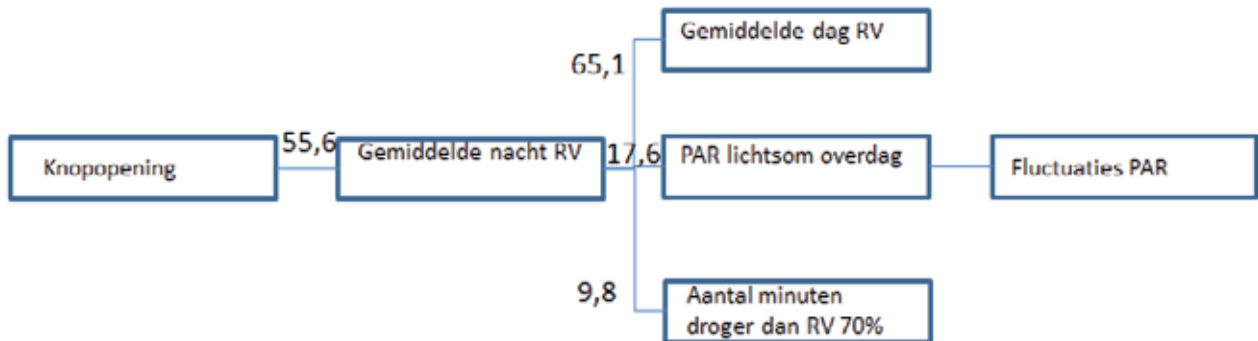 Gemiddelde dag RV
65,1
Knopopening
55,6
Gemiddelde nacht RV
17,6
PAR lichtsom overdag
Fluctuaties PAR
9,8
Aantal minuten
droger dan RV 70%